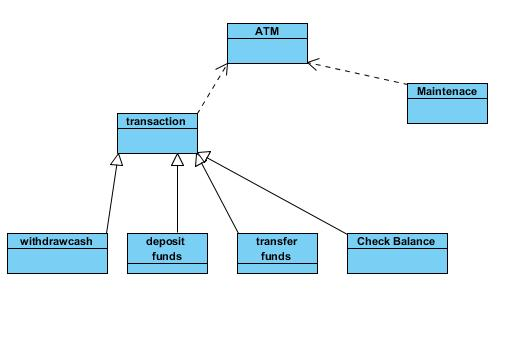 ATM
Maintenace
transaction
withdrawcash
deposit
funds
transfer
funds
Check Balance